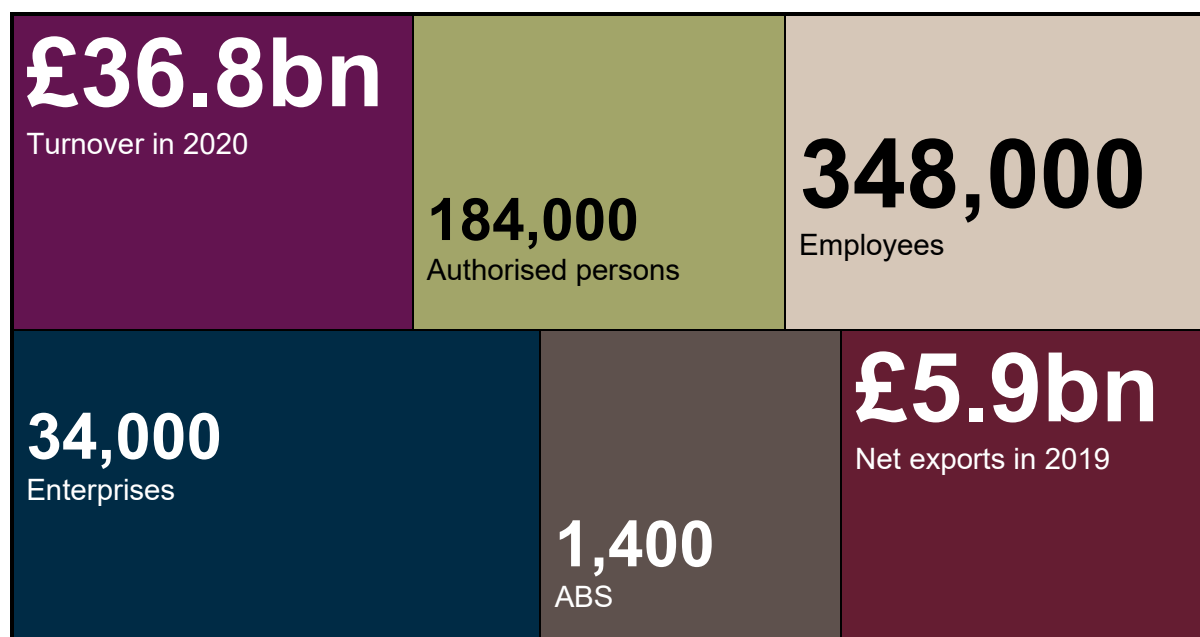 £36.8bn
Turnover in 2020
184,000
Authorised persons
348,000
Employees
34,000
Enterprises
1,400
ABS
£5.9bn
Net exports in 2019